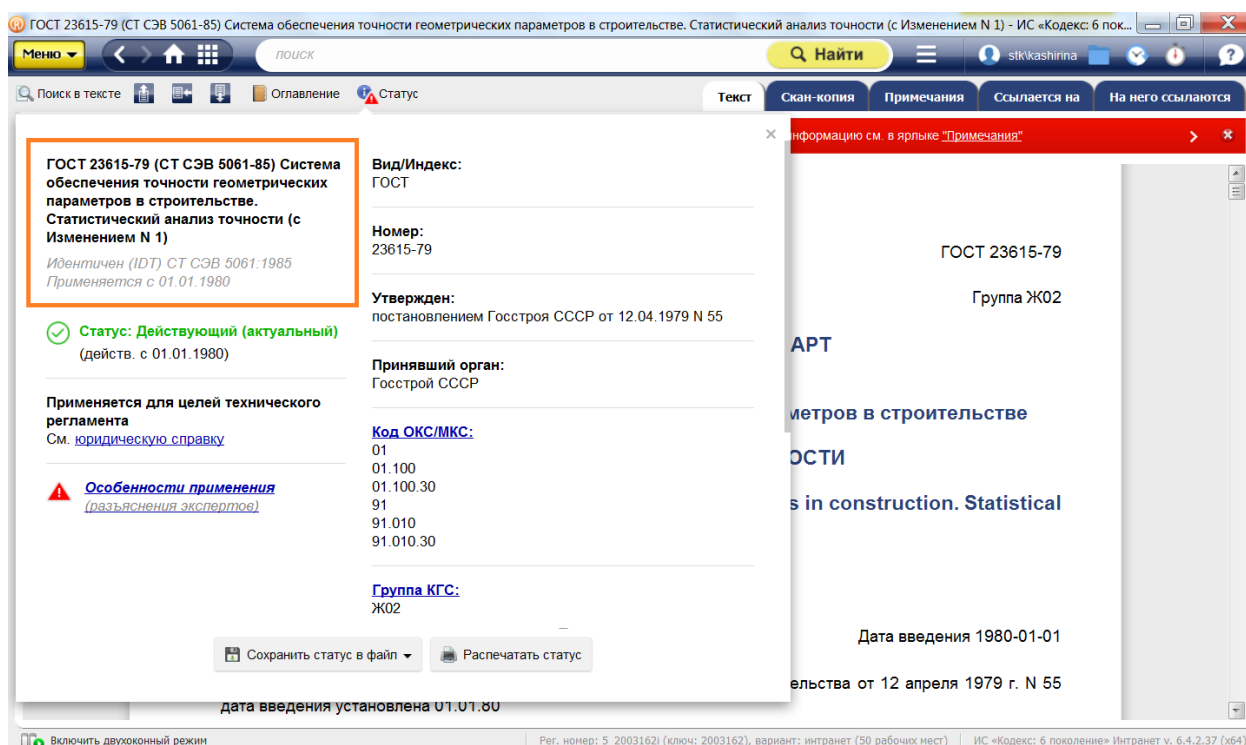 ГОСТ 23615-79 (СТ СЭВ 5061-85) Система обеспечения точности геометрических параметров в строительстве. Статистический анализ точности (с Изменением N 1) - ИС «Кодекс: 6 пок...
Меню
поиск
Найти
stk\kashirina
Поиск в тексте
Оглавление
Статус
Текст
Скан-копия
Примечания
Ссылается на
На него ссылаются
нформацию см. в ярлыке "Примечания"
ГОСТ 23615-79 (СТ СЭВ 5061-85) Система
обеспечения точности геометрических
параметров в строительстве.
Статистический анализ точности (с
Изменением N 1)
Идентичен (IDT) СТ СЭВ 5061:1985
Применяется с 01.01.1980
Статус: Действующий (актуальный)
(действ. с 01.01.1980)
Применяется для целей технического
регламента
См. юридическую справку
Особенности применения
(разъяснения экспертов)
Вид/Индекс:
ГОСТ
Номер:
23615-79
Утвержден:
постановлением Госстроя СССР от 12.04.1979 N 55
Принявший орган:
Госстрой СССР
Код ОКС/МКС:
01
01.100
01.100.30
91
91.010
91.010.30
Группа КГС:
Ж02
Сохранить статус в файл
Распечатать статус
ГОСТ 23615-79
Группа Ж02
АРТ
метров в строительстве
ОСТИ
s in construction. Statistical
Дата введения 1980-01-01
ельства от 12 апреля 1979 г. N 55
дата введения установлена 01.01.80
Включить двухоконный режим
Рег. номер: 5_2003162i (ключ: 2003162), вариант: интранет (50 рабочих мест)
ИС «Кодекс: 6 поколение» Интранет v. 6.4.2.37 (x64)